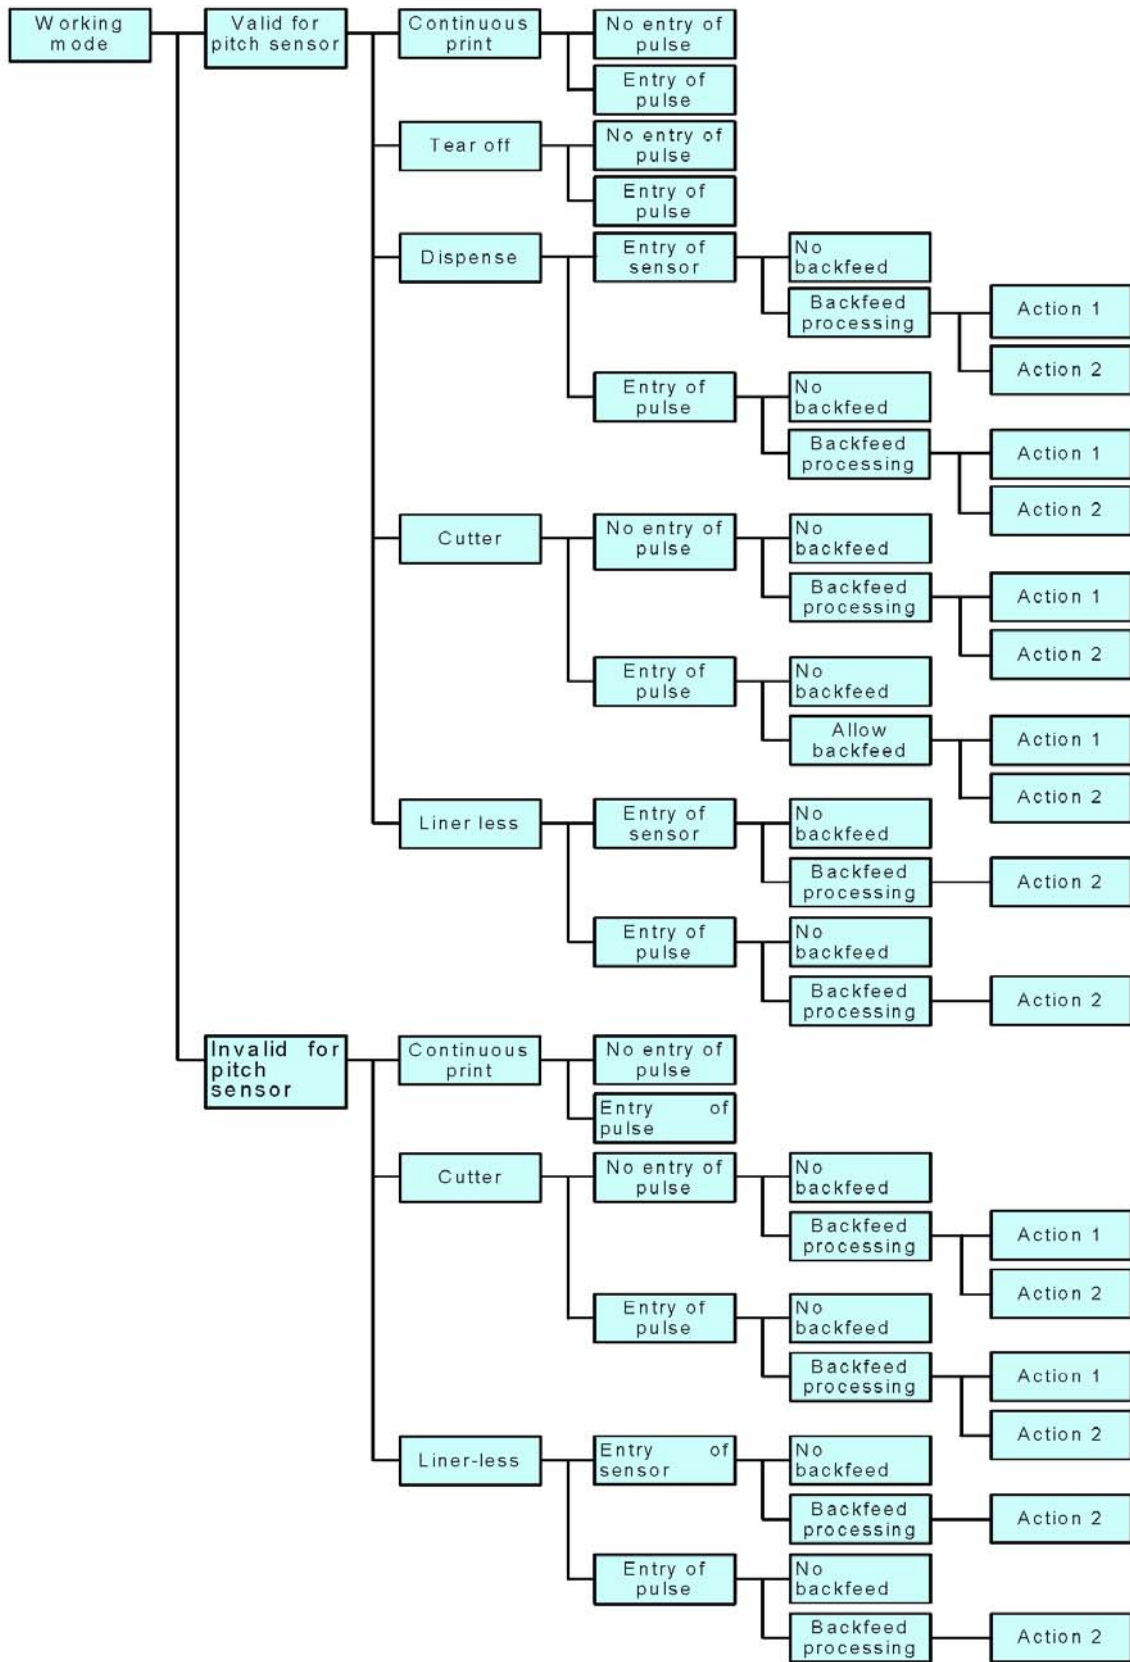 Working
mode
Valid for
pitch sensor
Continuous
print
No entry of
pulse
Entry of
pulse
Tear off
No entry of
pulse
Entry of
pulse
Dispense
Entry of
sensor
No
backfeed
Backfeed
processing
Action 1
Action 2
Entry of
pulse
No
backfeed
Backfeed
processing
Action 1
Action 2
Cutter
No entry of
pulse
No
backfeed
Backfeed
processing
Action 1
Action 2
Entry of
pulse
No
backfeed
Allow
backfeed
Action 1
Action 2
Liner less
Entry of
sensor
No
backfeed
Backfeed
processing
Action 2
Entry of
pulse
No
backfeed
Backfeed
processing
Action 2
Invalid for
pitch
sensor
Continuous
print
No entry of
pulse
Entry of
pulse
Cutter
No entry of
pulse
No
backfeed
Backfeed
processing
Action 1
Action 2
Entry of
pulse
No
backfeed
Backfeed
processing
Action 1
Action 2
Liner-less
Entry of
sensor
No
backfeed
Backfeed
processing
Action 2
Entry of
pulse
No
backfeed
Backfeed
processing
Action 2